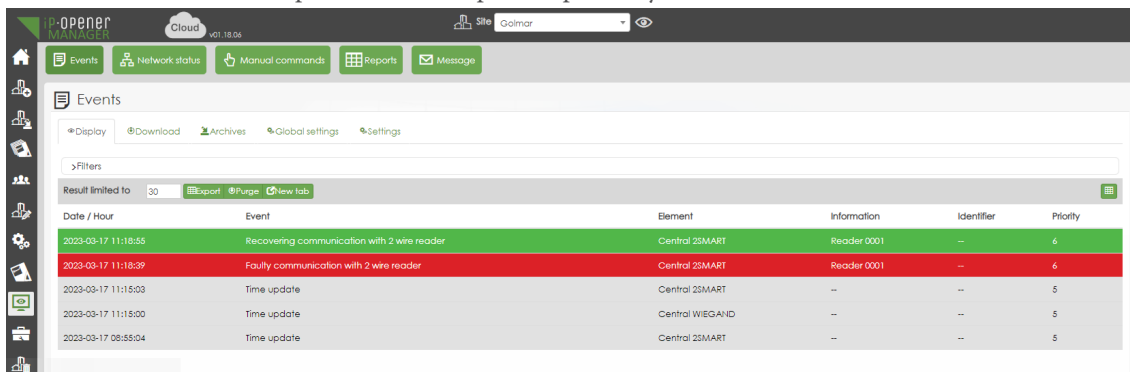 ip-opener
MANAGER
Cloud
v01.18.06
Site Golmar
Events Network status Manual commands Reports Message
Events
Display Download Archives Global settings Settings
>Filters
Result limited to 30 Export Purge New tab
Date / Hour Event Element Information Identifier Priority
2023-03-17 11:18:55 Recovering communication with 2 wire reader Central 2SMART Reader 0001 -- 6
2023-03-17 11:18:39 Faulty communication with 2 wire reader Central 2SMART Reader 0001 -- 6
2023-03-17 11:15:03 Time update Central 2SMART -- -- 5
2023-03-17 11:15:00 Time update Central WIEGAND -- -- 5
2023-03-17 08:55:04 Time update Central 2SMART -- -- 5